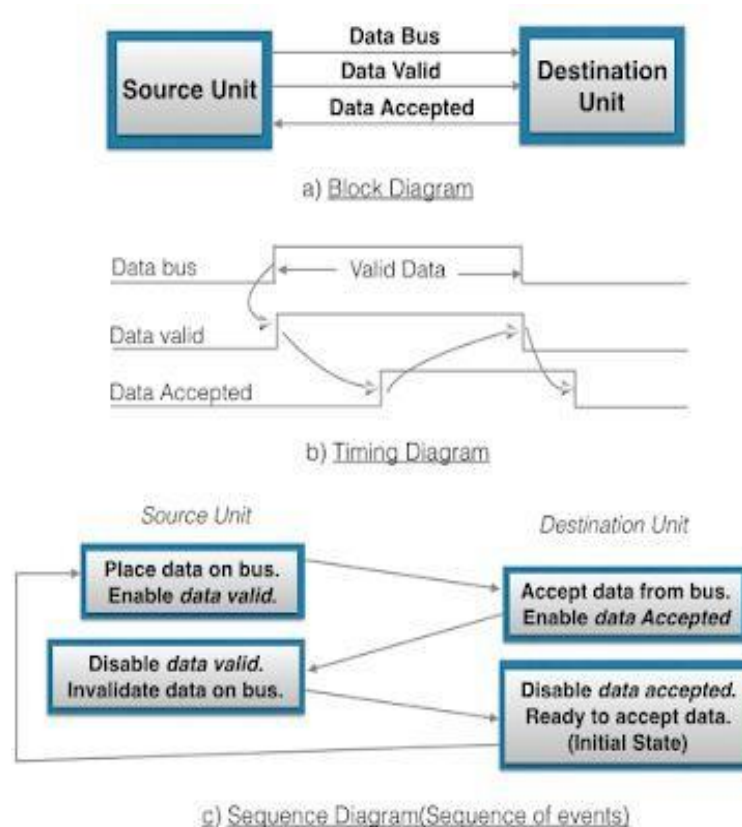 Data Bus
Data Valid
Data Accepted
Source Unit
Destination
Unit
a) Block Diagram
Data bus
Valid Data
Data valid
Data Accepted
b) Timing Diagram
Source Unit
Destination Unit
Place data on bus.
Enable data valid.
Accept data from bus.
Enable data Accepted
Disable data valid.
Invalidate data on bus.
Disable data accepted.
Ready to accept data.
(Initial State)
c) Sequence Diagram(Sequence of events)